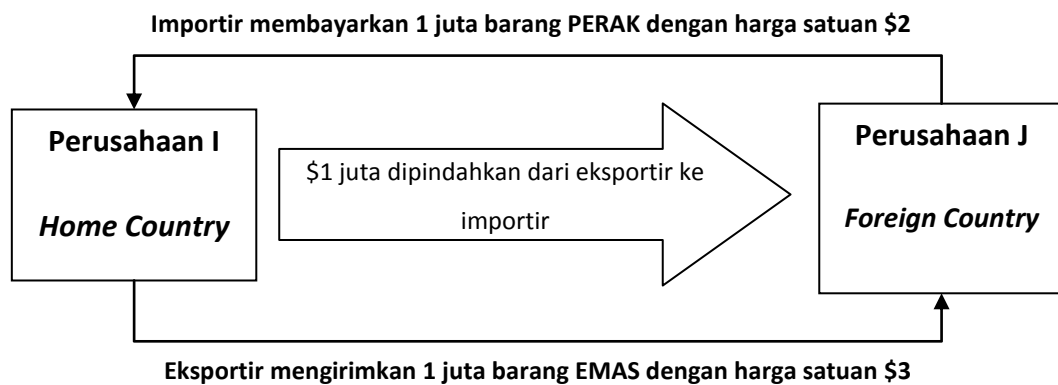 Importir membayarkan 1 juta barang PERAK dengan harga satuan $2
Perusahaan I
Home Country
$1 juta dipindahkan dari eksportir ke
importir
Perusahaan J
Foreign Country
Eksportir mengirimkan 1 juta barang EMAS dengan harga satuan $3